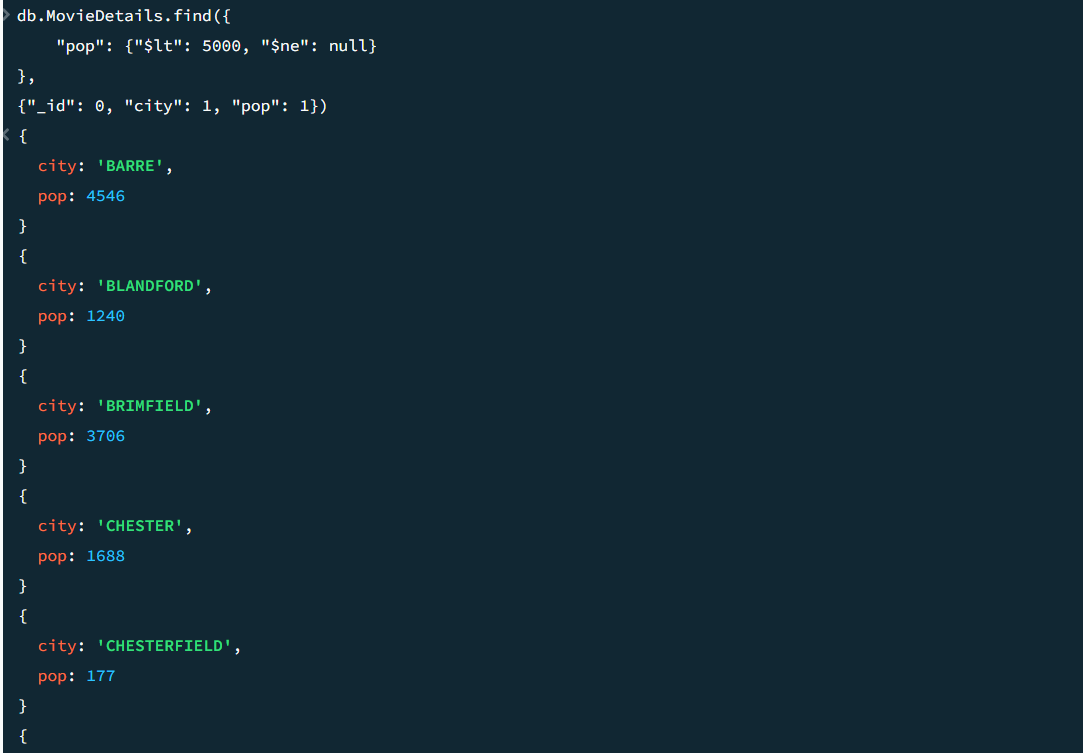 db.MovieDetails.find({
"pop": {"$lt": 5000, "$ne": null}
},
{"_id": 0, "city": 1, "pop": 1})
{
city: 'BARRE',
pop: 4546
}
{
city: 'BLANDFORD',
pop: 1240
}
{
city: 'BRIMFIELD',
pop: 3706
}
{
city: 'CHESTER',
pop: 1688
}
{
city: 'CHESTERFIELD',
pop: 177
}
{